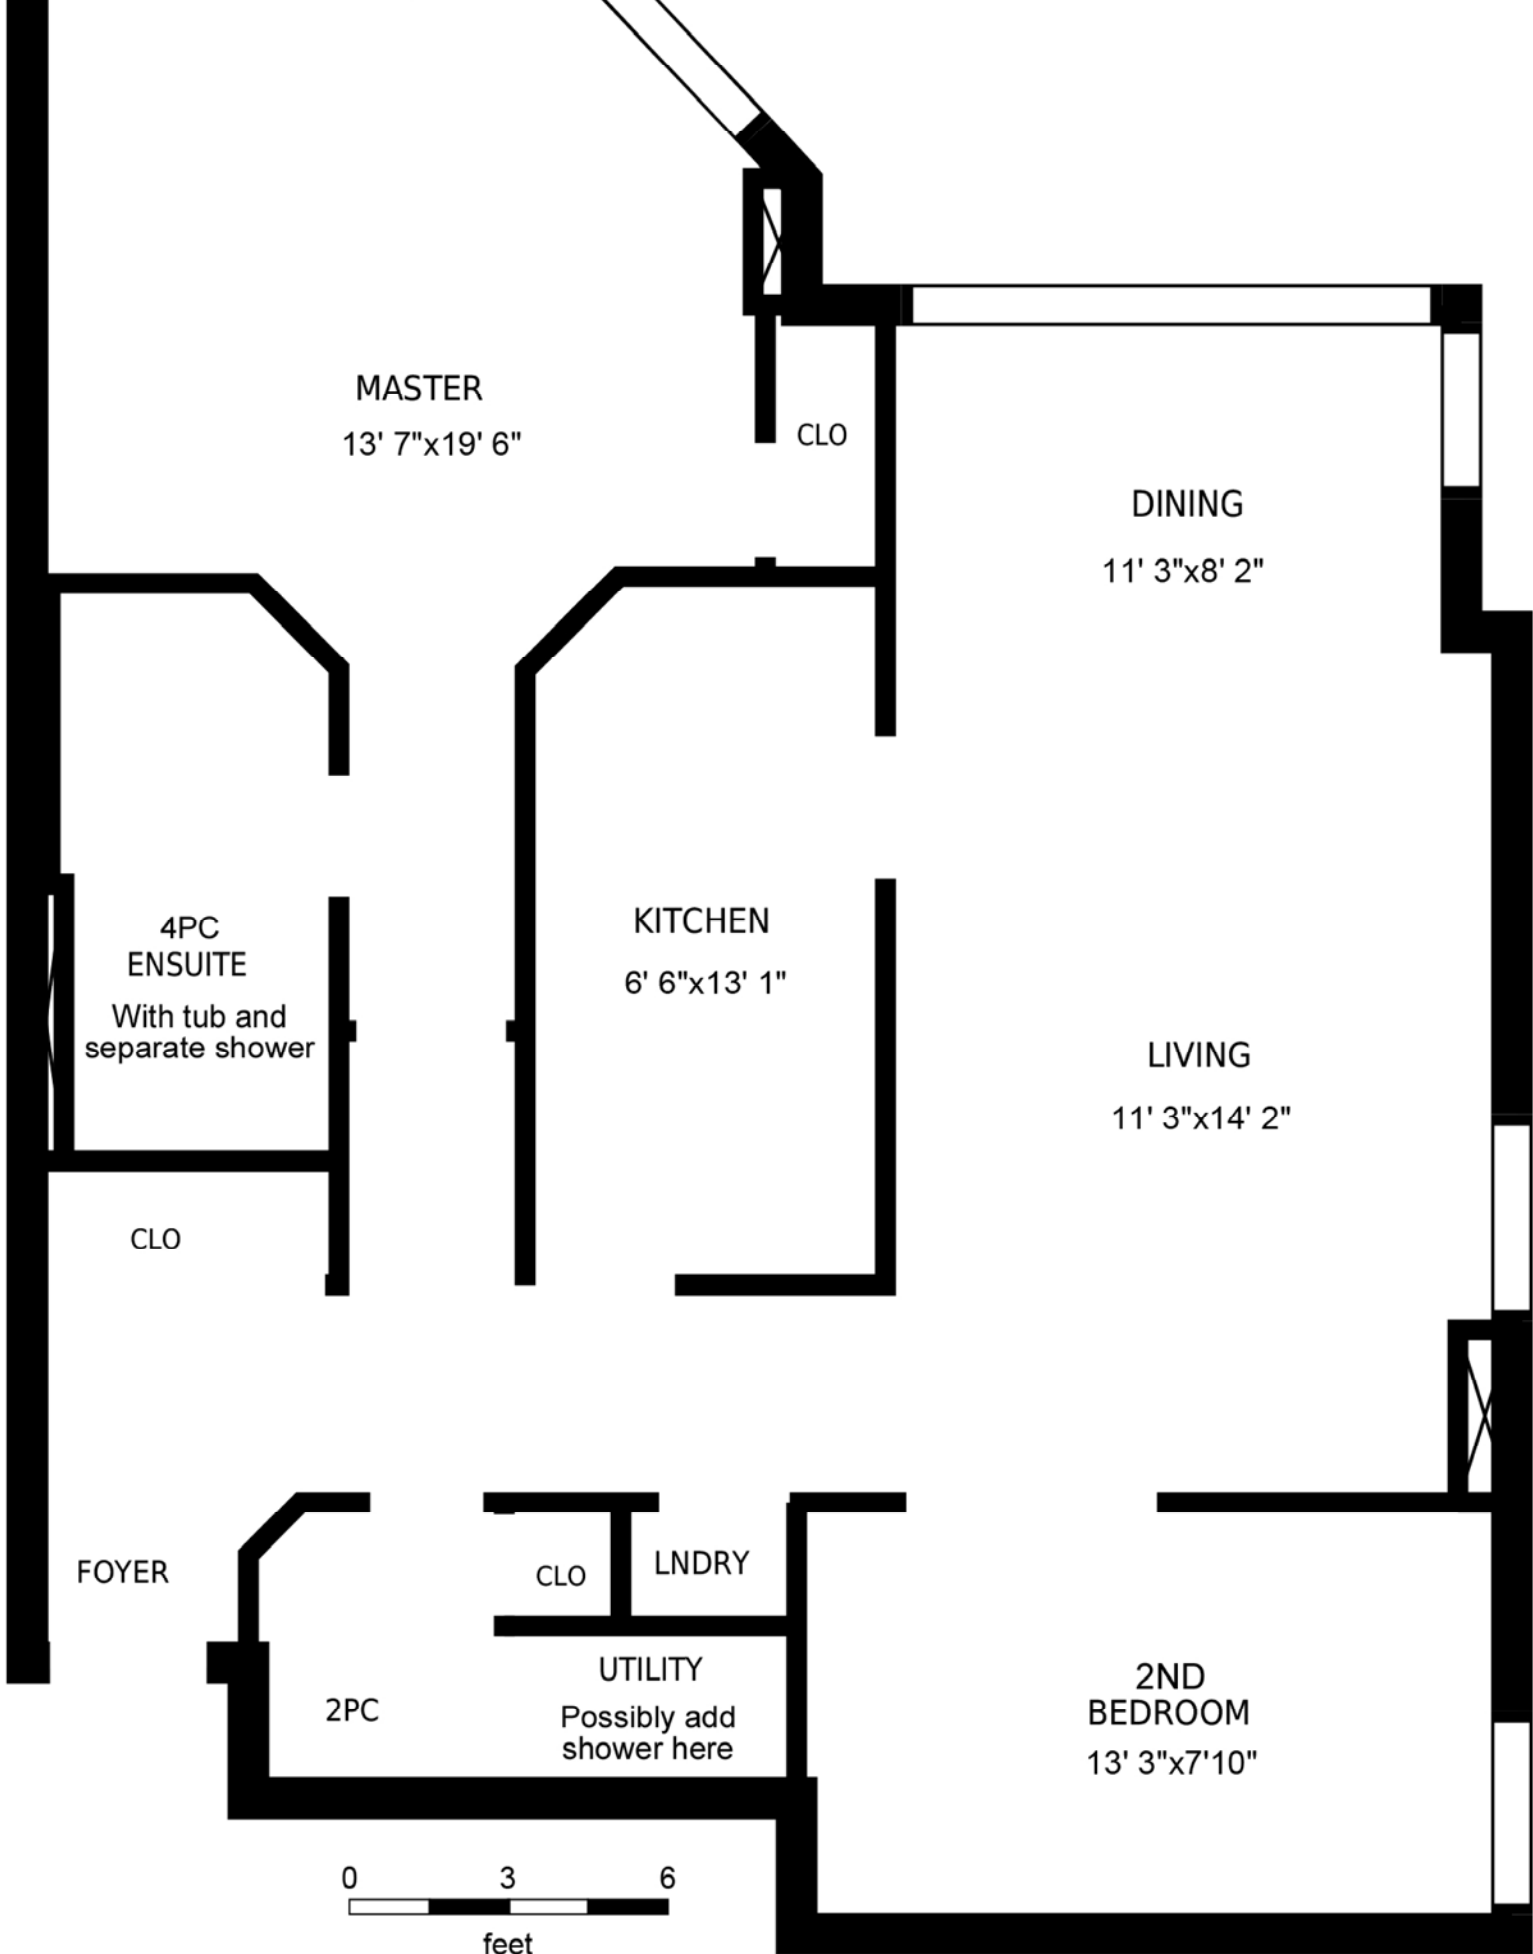 MASTER
13' 7"x19' 6"
CLO
DINING
11' 3"x8' 2"
4PC
ENSUITE
With tub and
separate shower
KITCHEN
6' 6"x13' 1"
LIVING
11' 3"x14' 2"
CLO
FOYER
CLO
LNDRY
2PC
UTILITY
Possibly add
shower here
2ND
BEDROOM
13' 3"x7'10"
0 3 6
feet